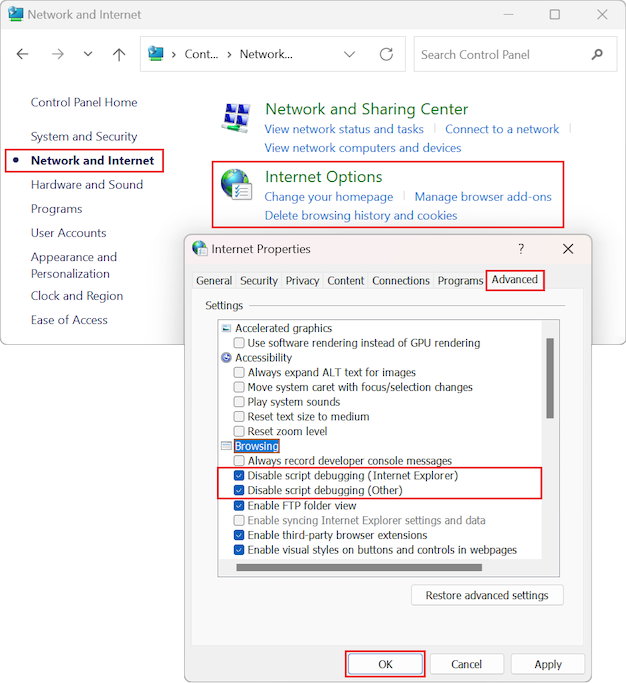 Network and Internet
Cont... > Network...
Search Control Panel
Control Panel Home
System and Security
Network and Internet
Hardware and Sound
Programs
User Accounts
Appearance and
Personalization
Clock and Region
Ease of Access
Network and Sharing Center
View network status and tasks
Connect to a network
View network computers and devices
Internet Options
Change your homepage
Manage browser add-ons
Delete browsing history and cookies
Internet Properties
?
General Security Privacy Content Connections Programs Advanced
Settings
Accelerated graphics
Use software rendering instead of GPU rendering
Accessibility
Always expand ALT text for images
Move system caret with focus/selection changes
Play system sounds
Reset text size to medium
Reset zoom level
Browsing
Always record developer console messages
Disable script debugging (Internet Explorer)
Disable script debugging (Other)
Enable FTP folder view
Enable syncing Internet Explorer settings and data
Enable third-party browser extensions
Enable visual styles on buttons and controls in webpages
Restore advanced settings
OK Cancel Apply